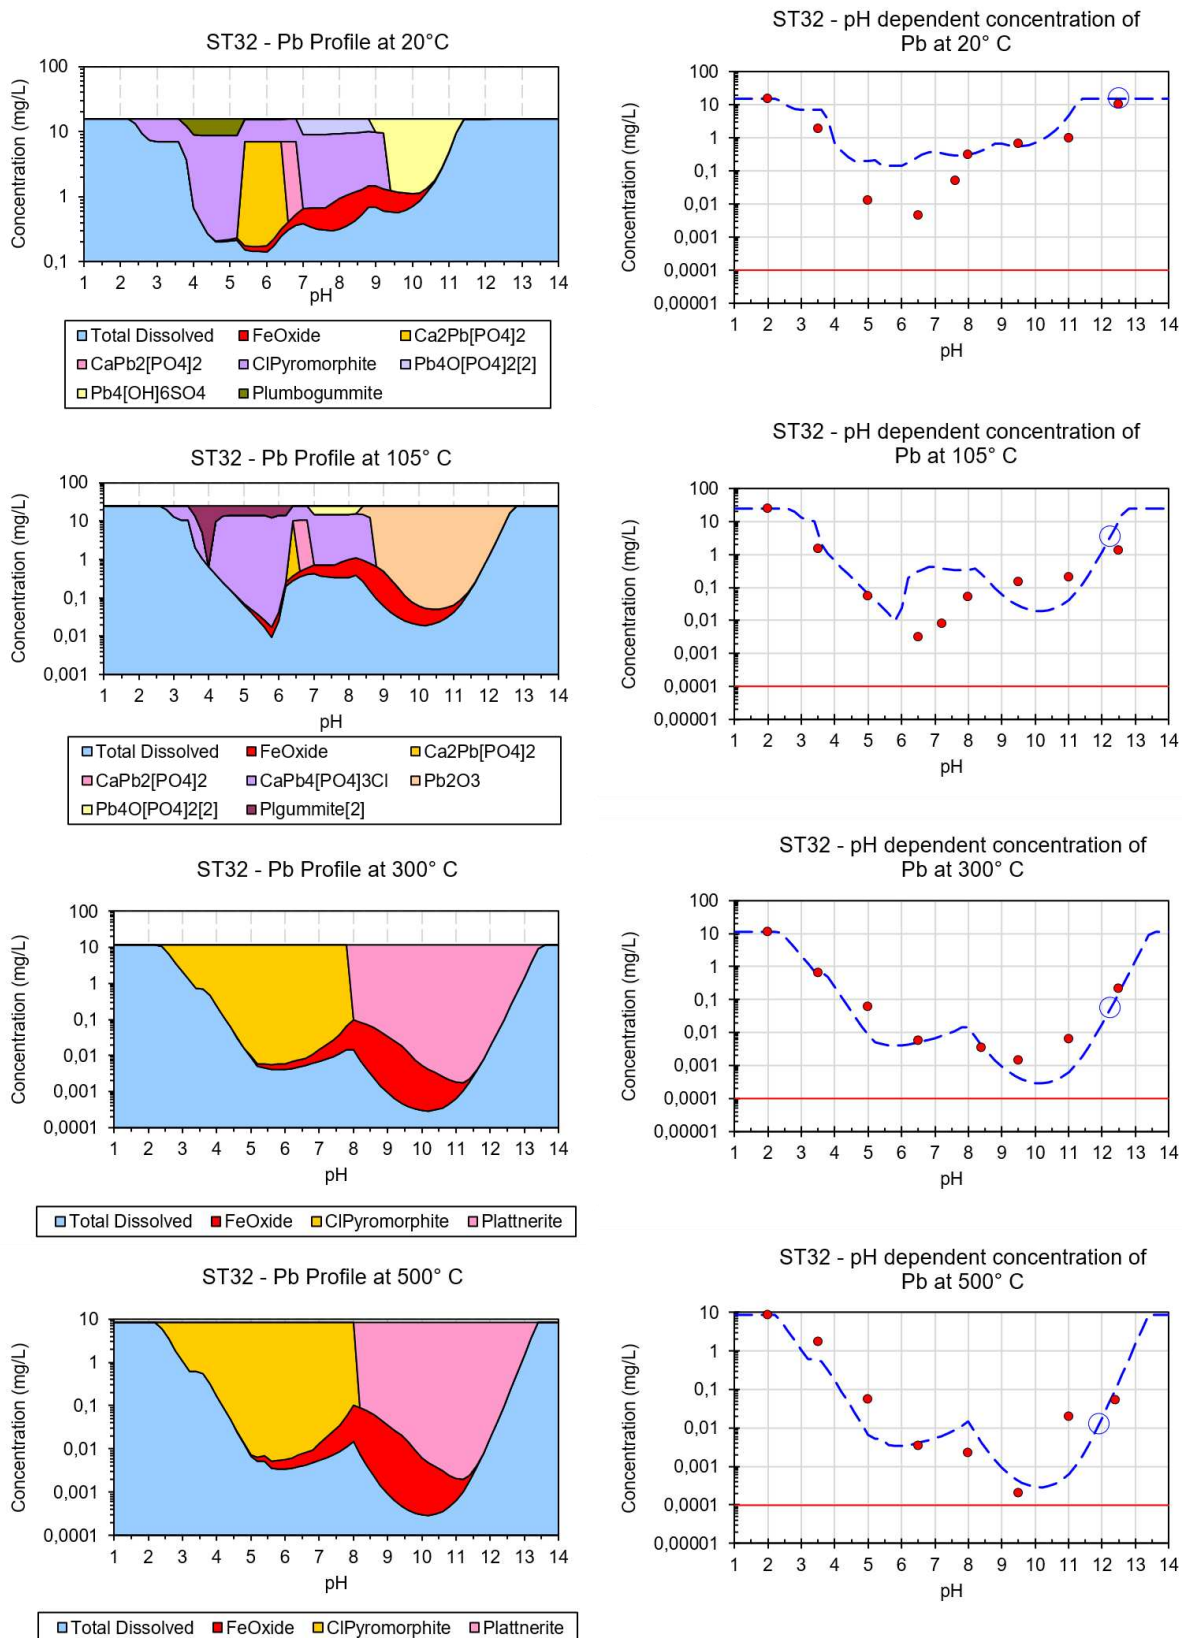 ST32 - Pb Profile at 20°C
Concentration (mg/L)
100
10
1
0,1
1 2 3 4 5 6 7 8 9 10 11 12 13 14
pH
Total Dissolved FeOxide Ca2Pb[PO4]2
CaPb2[PO4]2 ClPyromorphite Pb4O[PO4]2[2]
Pb4[OH]6SO4 Plumbogummite
ST32 - pH dependent concentration of
Pb at 20° C
Concentration (mg/L)
100
10
1
0,1
0,01
0,001
0,0001
0,00001
1 2 3 4 5 6 7 8 9 10 11 12 13 14
pH
ST32 - Pb Profile at 105° C
Concentration (mg/L)
100
10
1
0,1
0,01
0,001
1 2 3 4 5 6 7 8 9 10 11 12 13 14
pH
Total Dissolved FeOxide Ca2Pb[PO4]2
CaPb2[PO4]2 CaPb4[PO4]3Cl Pb2O3
Pb4O[PO4]2[2] Plgummite[2]
ST32 - pH dependent concentration of
Pb at 105° C
Concentration (mg/L)
100
10
1
0,1
0,01
0,001
0,0001
0,00001
1 2 3 4 5 6 7 8 9 10 11 12 13 14
pH
ST32 - Pb Profile at 300° C
Concentration (mg/L)
100
10
1
0,1
0,01
0,001
0,0001
1 2 3 4 5 6 7 8 9 10 11 12 13 14
pH
Total Dissolved FeOxide ClPyromorphite Plattnerite
ST32 - pH dependent concentration of
Pb at 300° C
Concentration (mg/L)
100
10
1
0,1
0,01
0,001
0,0001
0,00001
1 2 3 4 5 6 7 8 9 10 11 12 13 14
pH
ST32 - Pb Profile at 500° C
Concentration (mg/L)
10
1
0,1
0,01
0,001
0,0001
1 2 3 4 5 6 7 8 9 10 11 12 13 14
pH
Total Dissolved FeOxide ClPyromorphite Plattnerite
ST32 - pH dependent concentration of
Pb at 500° C
Concentration (mg/L)
10
1
0,1
0,01
0,001
0,0001
0,00001
1 2 3 4 5 6 7 8 9 10 11 12 13 14
pH